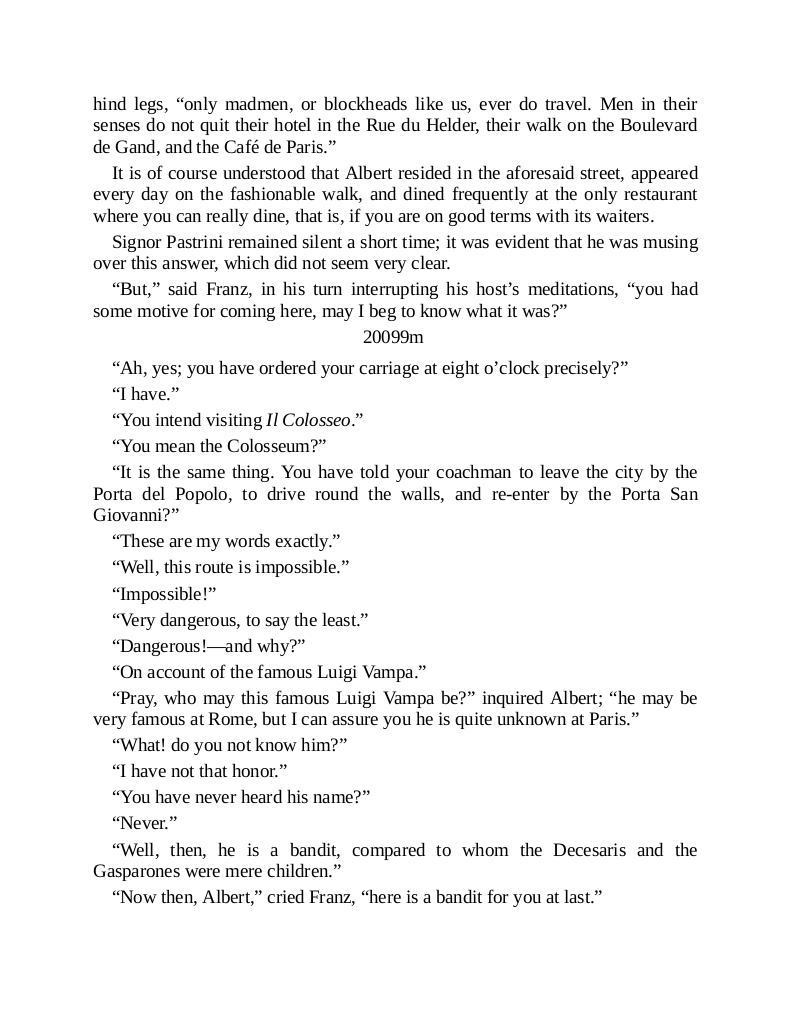 hind legs, “only madmen, or blockheads like us, ever do travel. Men in their
senses do not quit their hotel in the Rue du Helder, their walk on the Boulevard
de Gand, and the Café de Paris.”
It is of course understood that Albert resided in the aforesaid street, appeared
every day on the fashionable walk, and dined frequently at the only restaurant
where you can really dine, that is, if you are on good terms with its waiters.
Signor Pastrini remained silent a short time; it was evident that he was musing
over this answer, which did not seem very clear.
“But,” said Franz, in his turn interrupting his host’s meditations, “you had
some motive for coming here, may I beg to know what it was?”
20099m
“Ah, yes; you have ordered your carriage at eight o’clock precisely?”
“I have.”
“You intend visiting Il Colosseo.”
“You mean the Colosseum?”
“It is the same thing. You have told your coachman to leave the city by the
Porta del Popolo, to drive round the walls, and re-enter by the Porta San
Giovanni?”
“These are my words exactly.”
“Well, this route is impossible.”
“Impossible!”
“Very dangerous, to say the least.”
“Dangerous!—and why?”
“On account of the famous Luigi Vampa.”
“Pray, who may this famous Luigi Vampa be?” inquired Albert; “he may be
very famous at Rome, but I can assure you he is quite unknown at Paris.”
“What! do you not know him?”
“I have not that honor.”
“You have never heard his name?”
“Never.”
“Well, then, he is a bandit, compared to whom the Decesaris and the
Gasparones were mere children.”
“Now then, Albert,” cried Franz, “here is a bandit for you at last.”